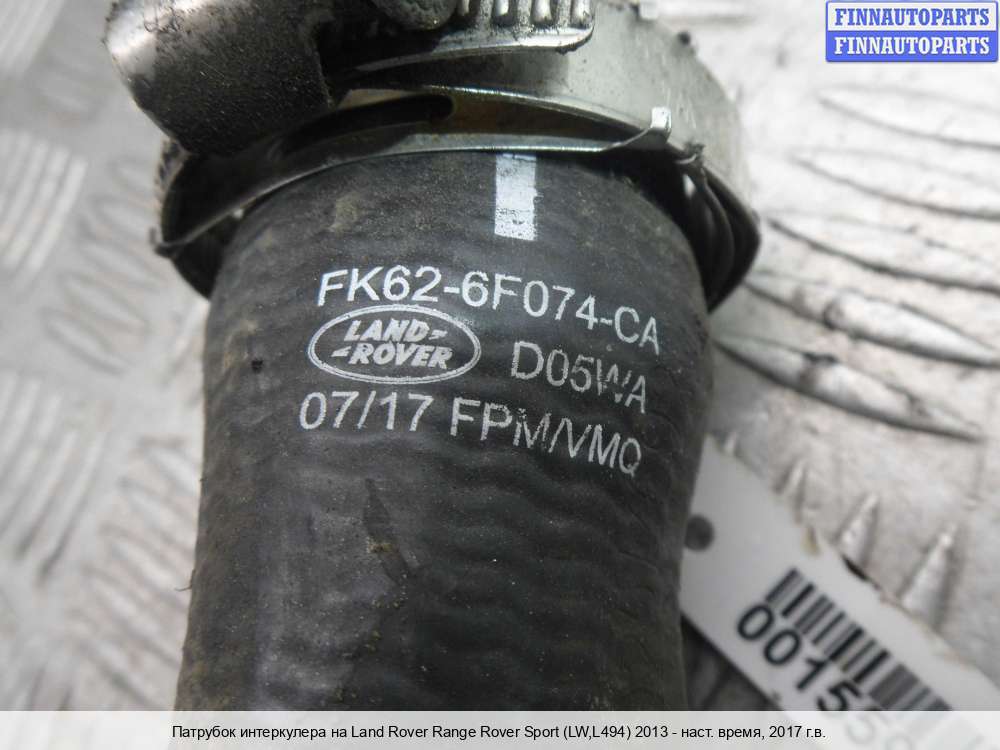 FINNAUTOPARTS
FINNAUTOPARTS
FK62-6F074-CA
LAND
ROVER
D05WA
07/17 FPM/VMQ
Патрубок интеркулера на Land Rover Range Rover Sport (LW,L494) 2013 - наст. время, 2017 г.в.